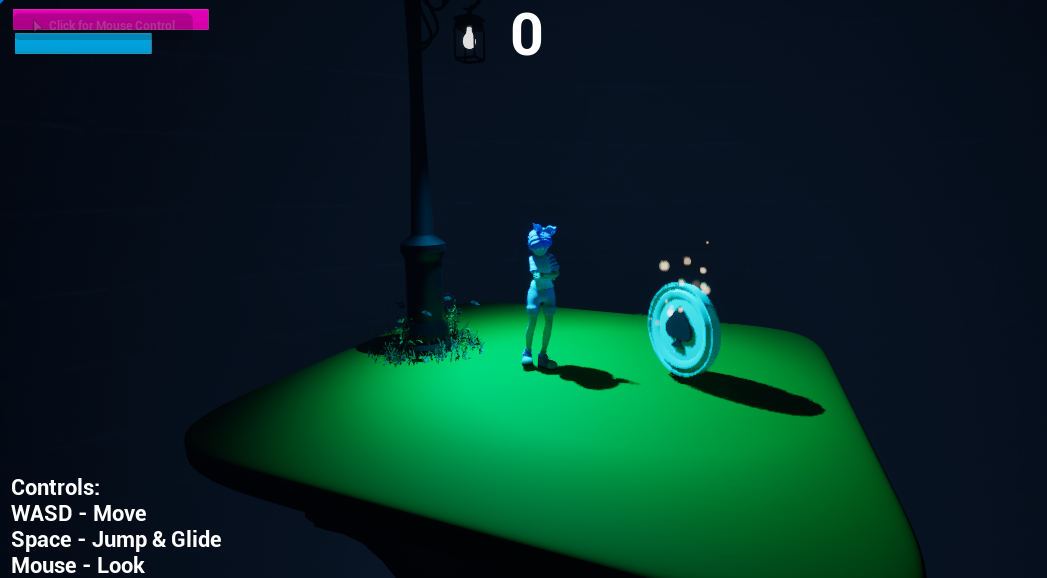 Click for Mouse Control
0
Controls:
WASD - Move
Space - Jump & Glide
Mouse - Look